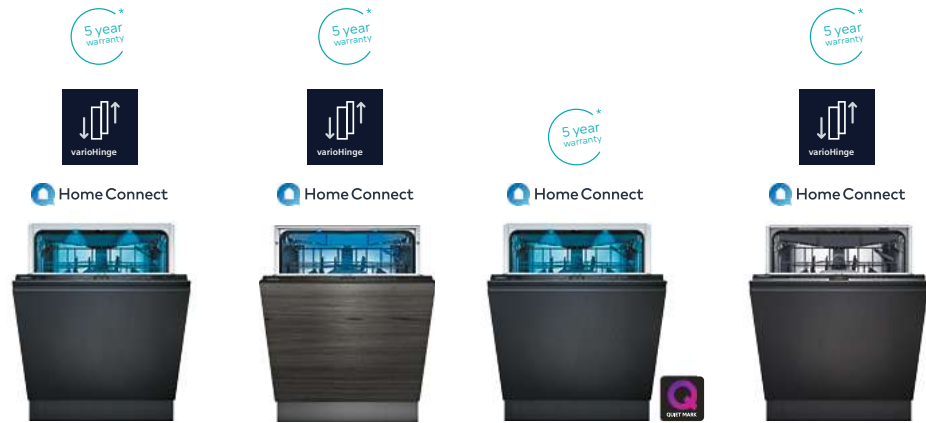 5 year *
warranty
5 year *
warranty
5 year *
warranty
varioHinge
varioHinge
5 year *
warranty
varioHinge
Home Connect
Home Connect
Home Connect
Home Connect
QUIET MARK